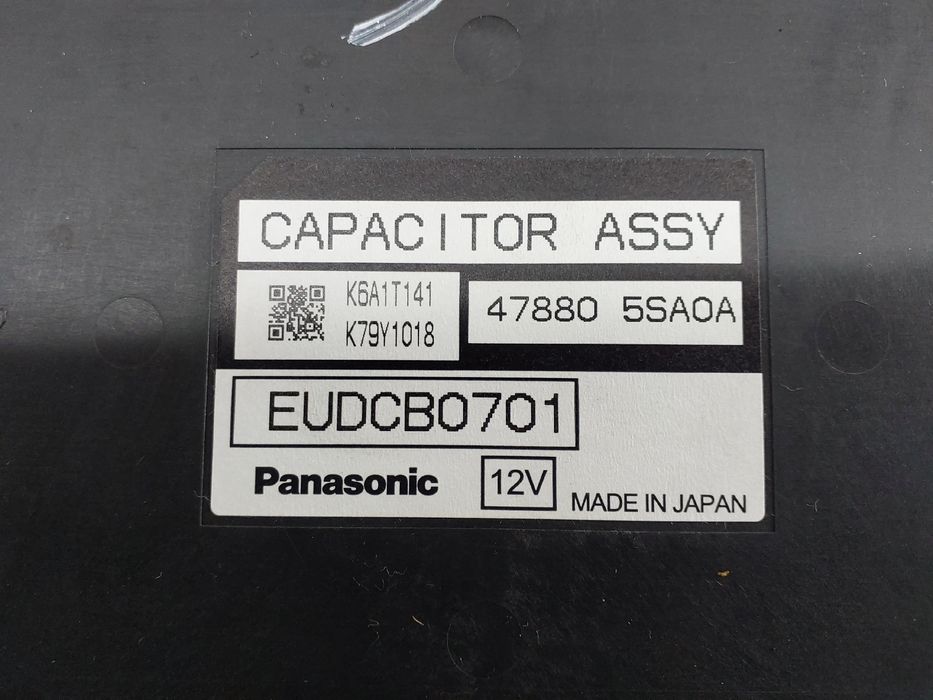 CAPACITOR ASSY
K6A1T141
K79Y1018
47880 5SA0A
EUDCB0701
Panasonic 12V MADE IN JAPAN